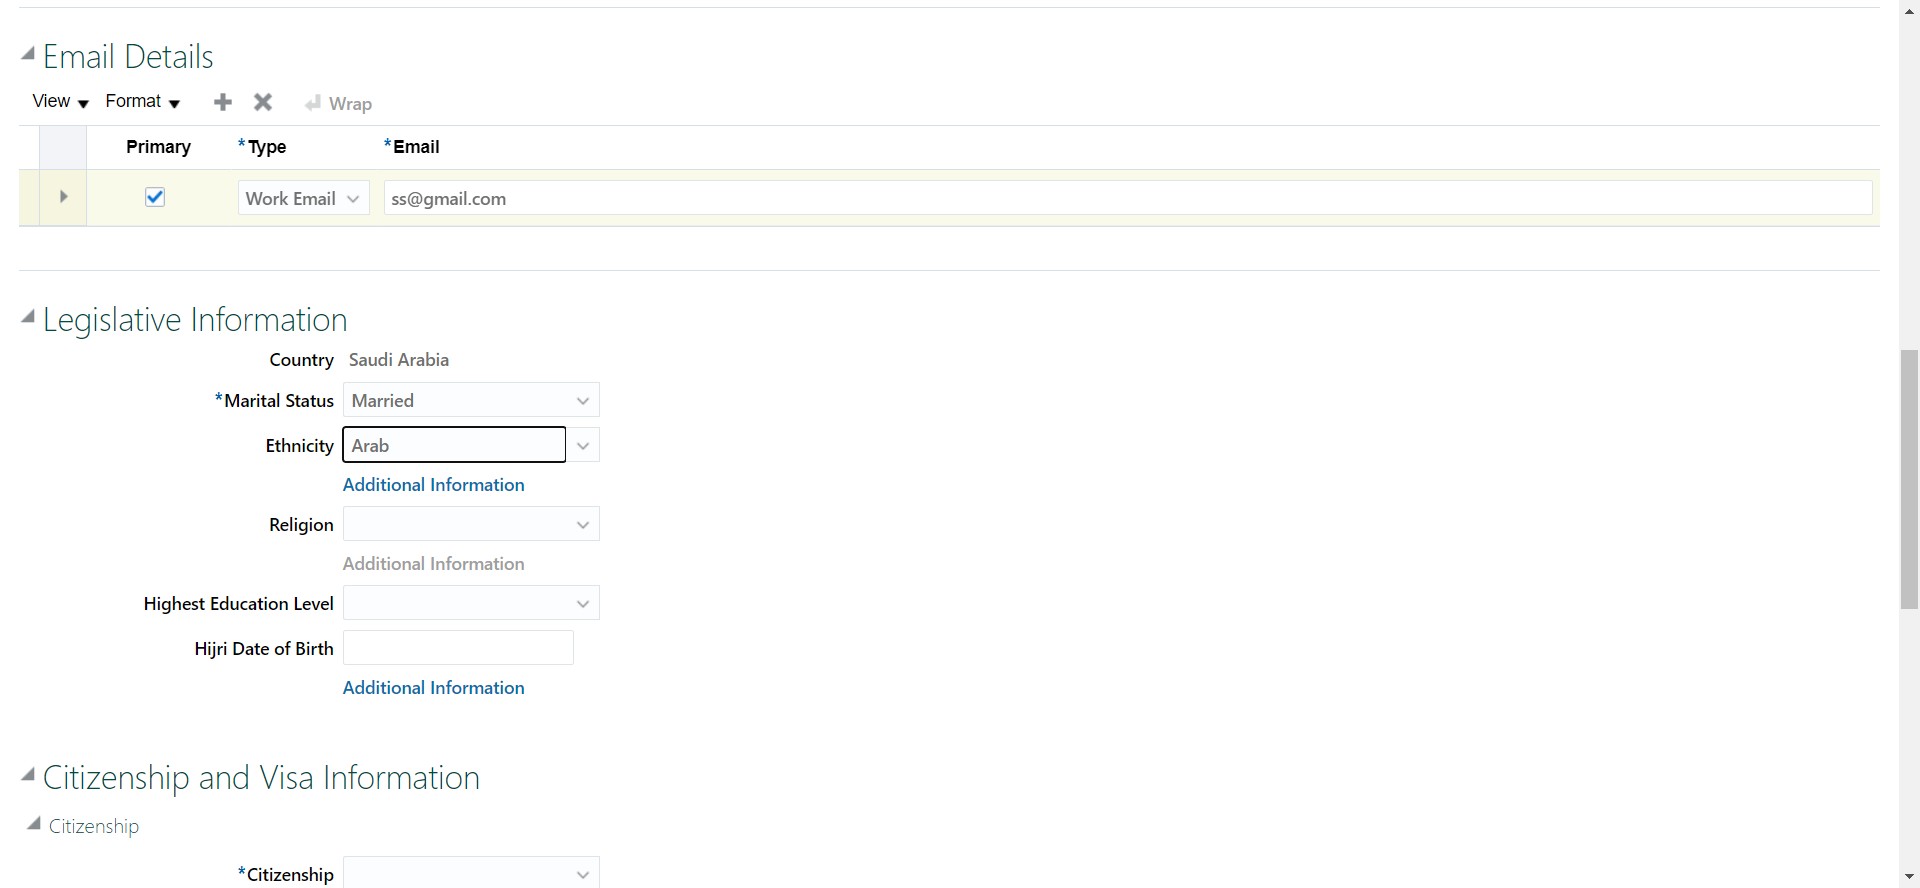 Email Details
View Format Wrap
Primary *Type *Email
Work Email ss@gmail.com
Legislative Information
Country Saudi Arabia
*Marital Status Married
Ethnicity Arab
Additional Information
Religion
Additional Information
Highest Education Level
Hijri Date of Birth
Additional Information
Citizenship and Visa Information
Citizenship
*Citizenship